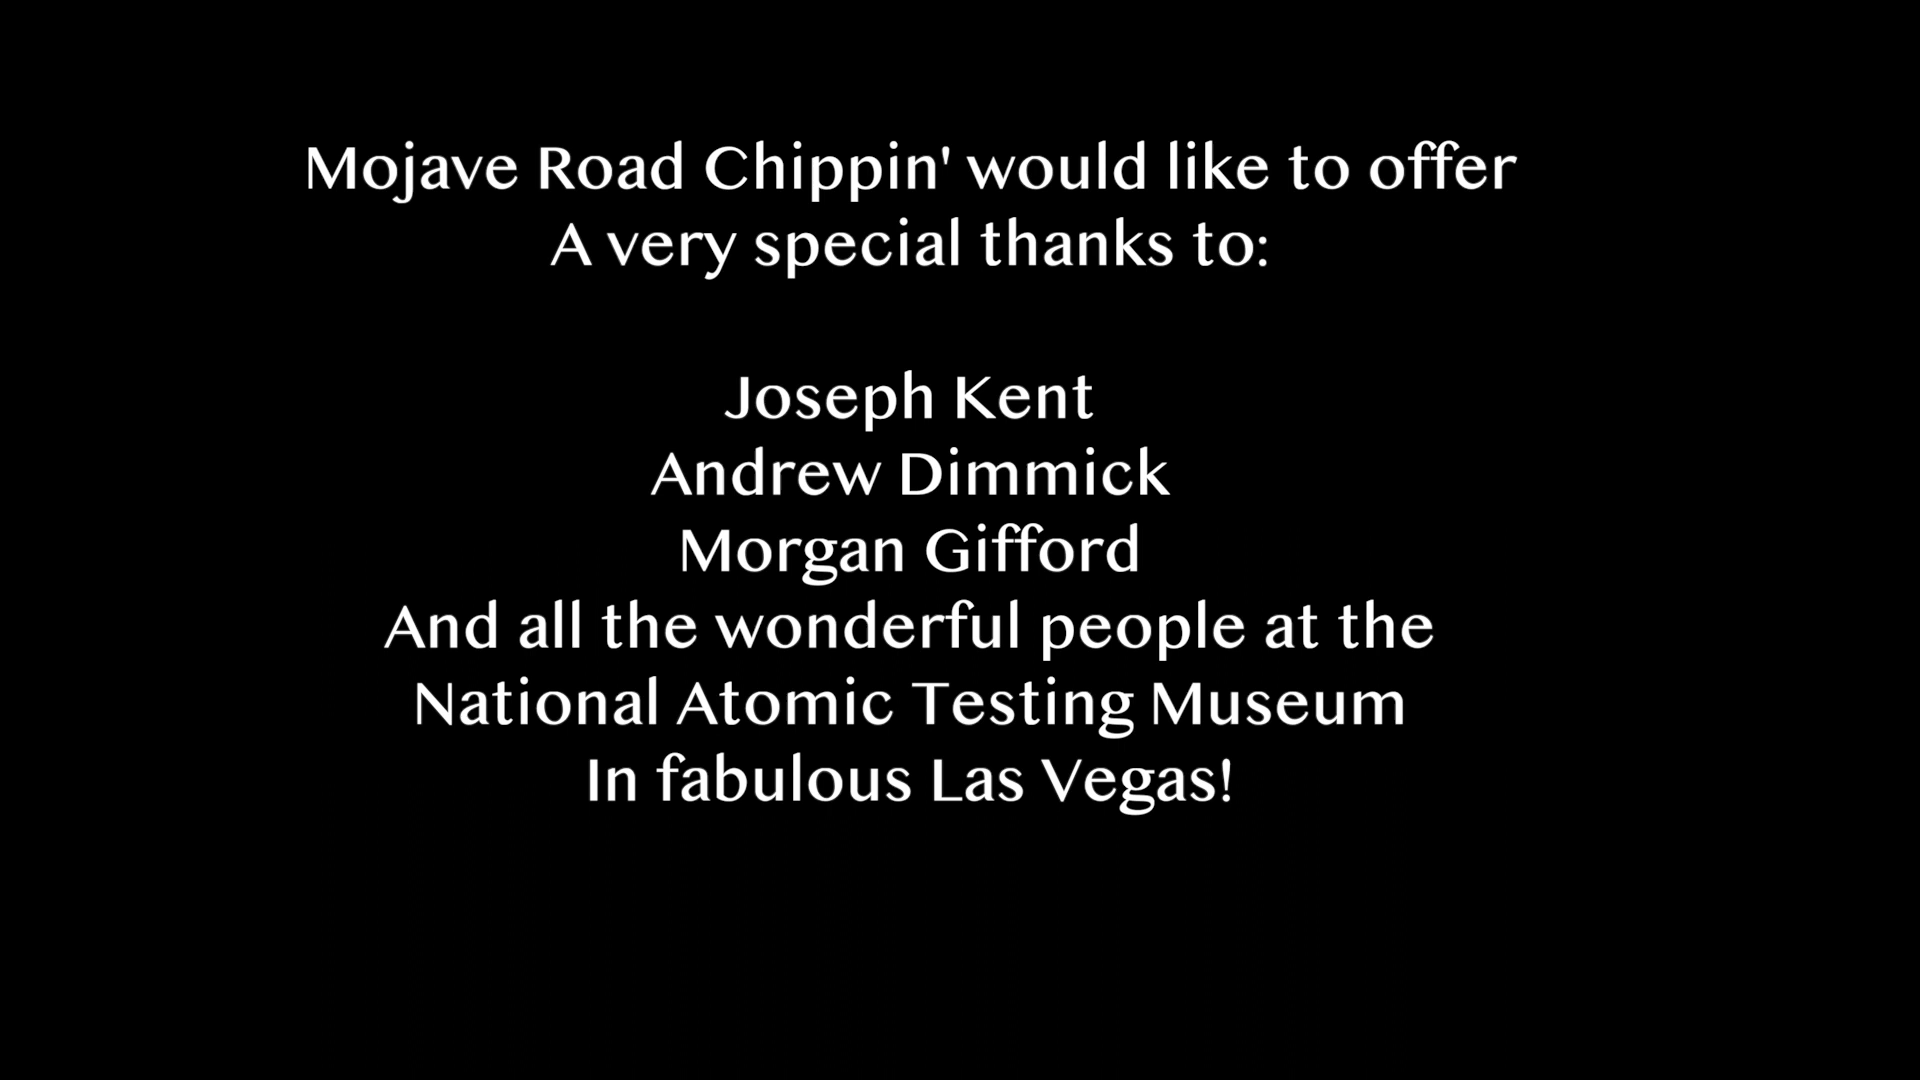 Mojave Road Chippin' would like to offer
A very special thanks to:
Joseph Kent
Andrew Dimmick
Morgan Gifford
And all the wonderful people at the
National Atomic Testing Museum
In fabulous Las Vegas!